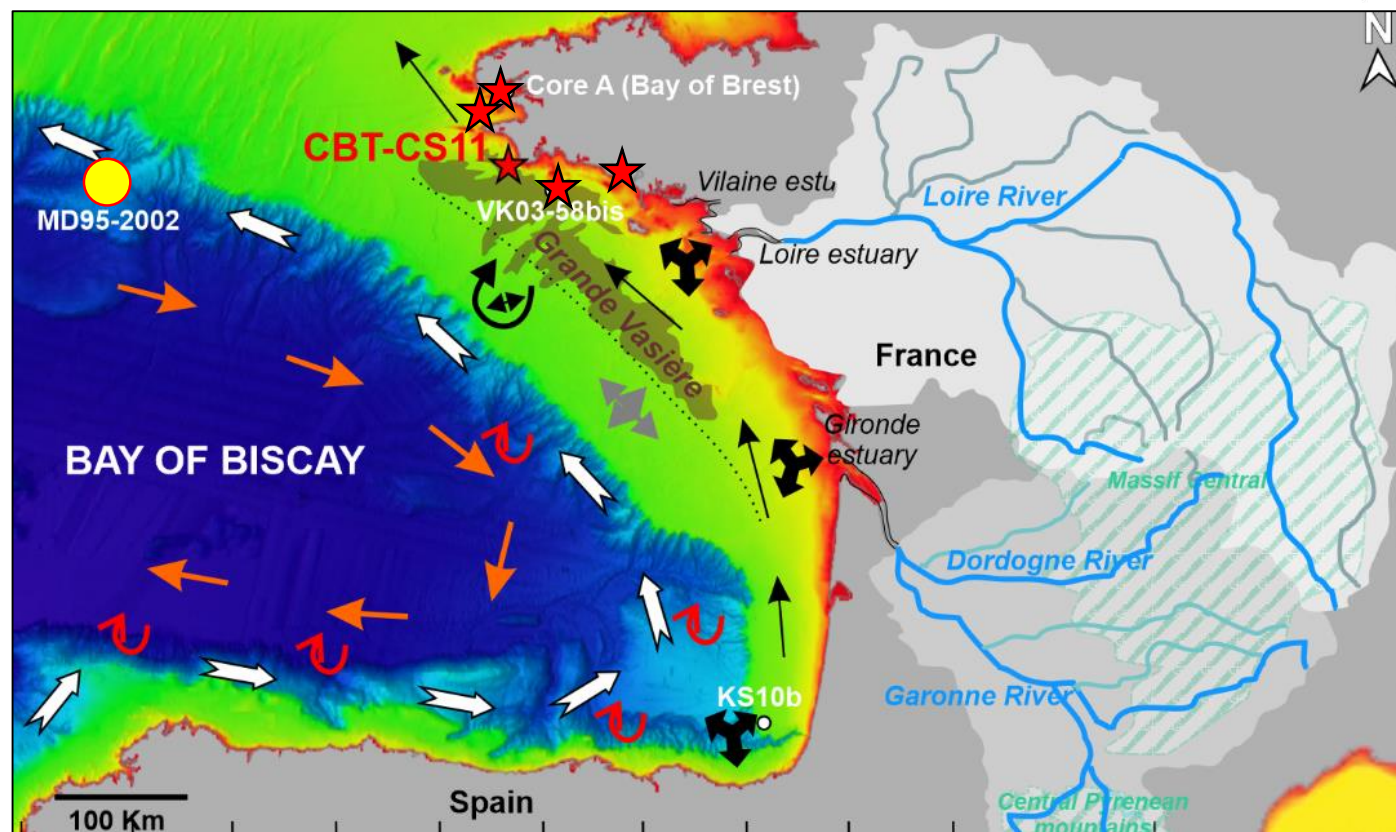 N
Core A (Bay of Brest)
CBT-CS11
MD95-2002
VK03-58bis
Vilaine estu
Loire River
Loire estuary
Grande Vasière
France
BAY OF BISCAY
Gironde
estuary
Massif Central
Dordogne River
Garonne River
KS10b
Spain
100 Km
Central Pyrenean
mountains